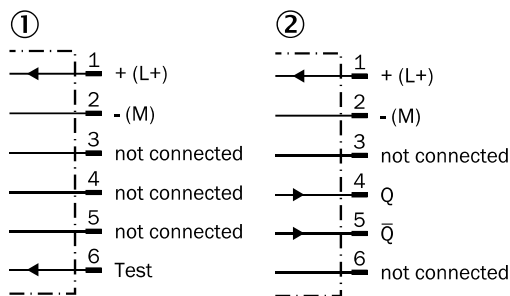 ①
1 + (L+)
2 - (M)
3 not connected
4 not connected
5 not connected
6 Test
②
1 + (L+)
2 - (M)
3 not connected
4 Q
5 Q̅
6 not connected